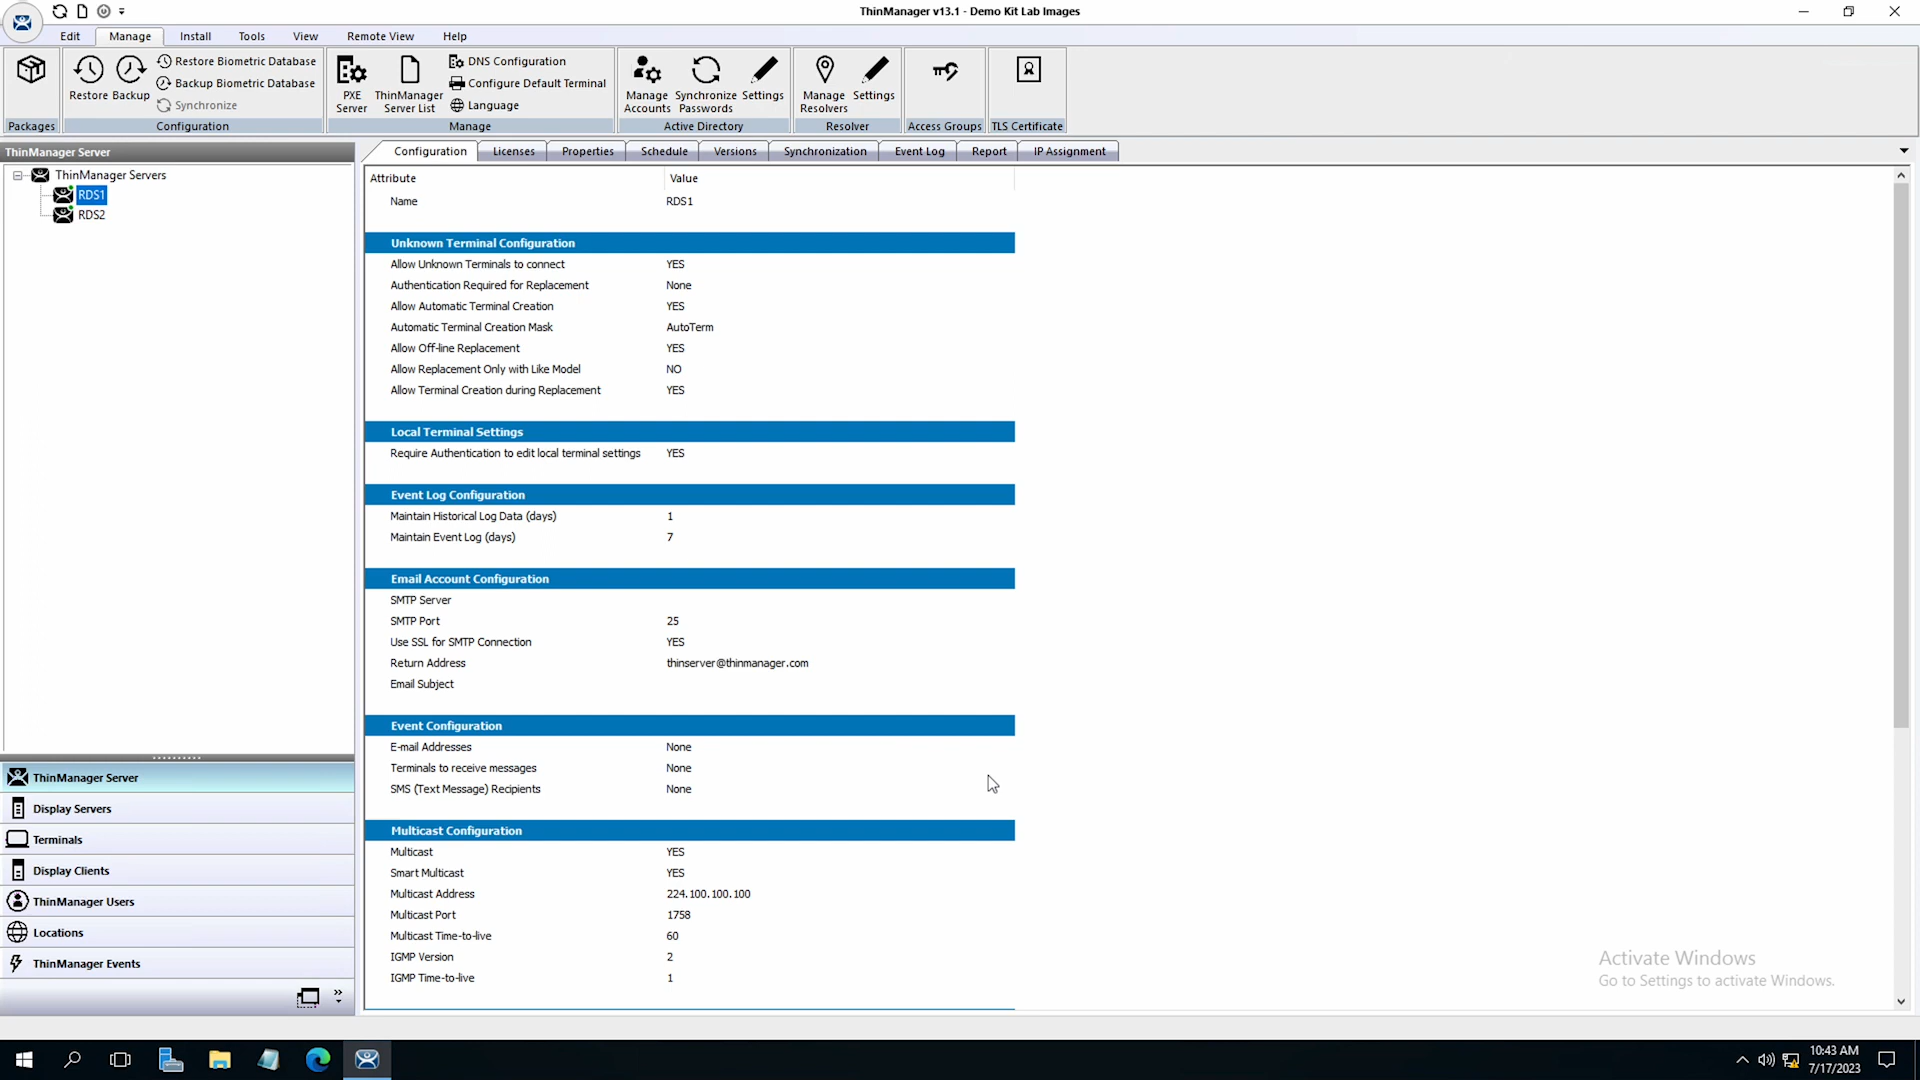 ThinManager v13.1 - Demo Kit Lab Images
Edit Manage Install Tools View Remote View Help
Packages
Restore Backup
Restore Biometric Database
Backup Biometric Database
Synchronize
Configuration
PXE Server
ThinManager Server List
DNS Configuration
Configure Default Terminal
Language
Manage
Manage Accounts
Synchronize Passwords
Settings
Active Directory
Manage Resolvers
Settings
Resolver
Access Groups
TLS Certificate
ThinManager Server
ThinManager Servers
RDS1
RDS2
Configuration Licenses Properties Schedule Versions Synchronization Event Log Report IP Assignment
Attribute Value
Name RDS1
Unknown Terminal Configuration
Allow Unknown Terminals to connect YES
Authentication Required for Replacement None
Allow Automatic Terminal Creation YES
Automatic Terminal Creation Mask AutoTerm
Allow Off-line Replacement YES
Allow Replacement Only with Like Model NO
Allow Terminal Creation during Replacement YES
Local Terminal Settings
Require Authentication to edit local terminal settings YES
Event Log Configuration
Maintain Historical Log Data (days) 1
Maintain Event Log (days) 7
Email Account Configuration
SMTP Server
SMTP Port 25
Use SSL for SMTP Connection YES
Return Address thinserver@thinmanager.com
Email Subject
Event Configuration
E-mail Addresses None
Terminals to receive messages None
SMS (Text Message) Recipients None
Multicast Configuration
Multicast YES
Smart Multicast YES
Multicast Address 224.100.100.100
Multicast Port 1758
Multicast Time-to-live 60
IGMP Version 2
IGMP Time-to-live 1
ThinManager Server
Display Servers
Terminals
Display Clients
ThinManager Users
Locations
ThinManager Events
Activate Windows
Go to Settings to activate Windows.
10:43 AM
7/17/2023